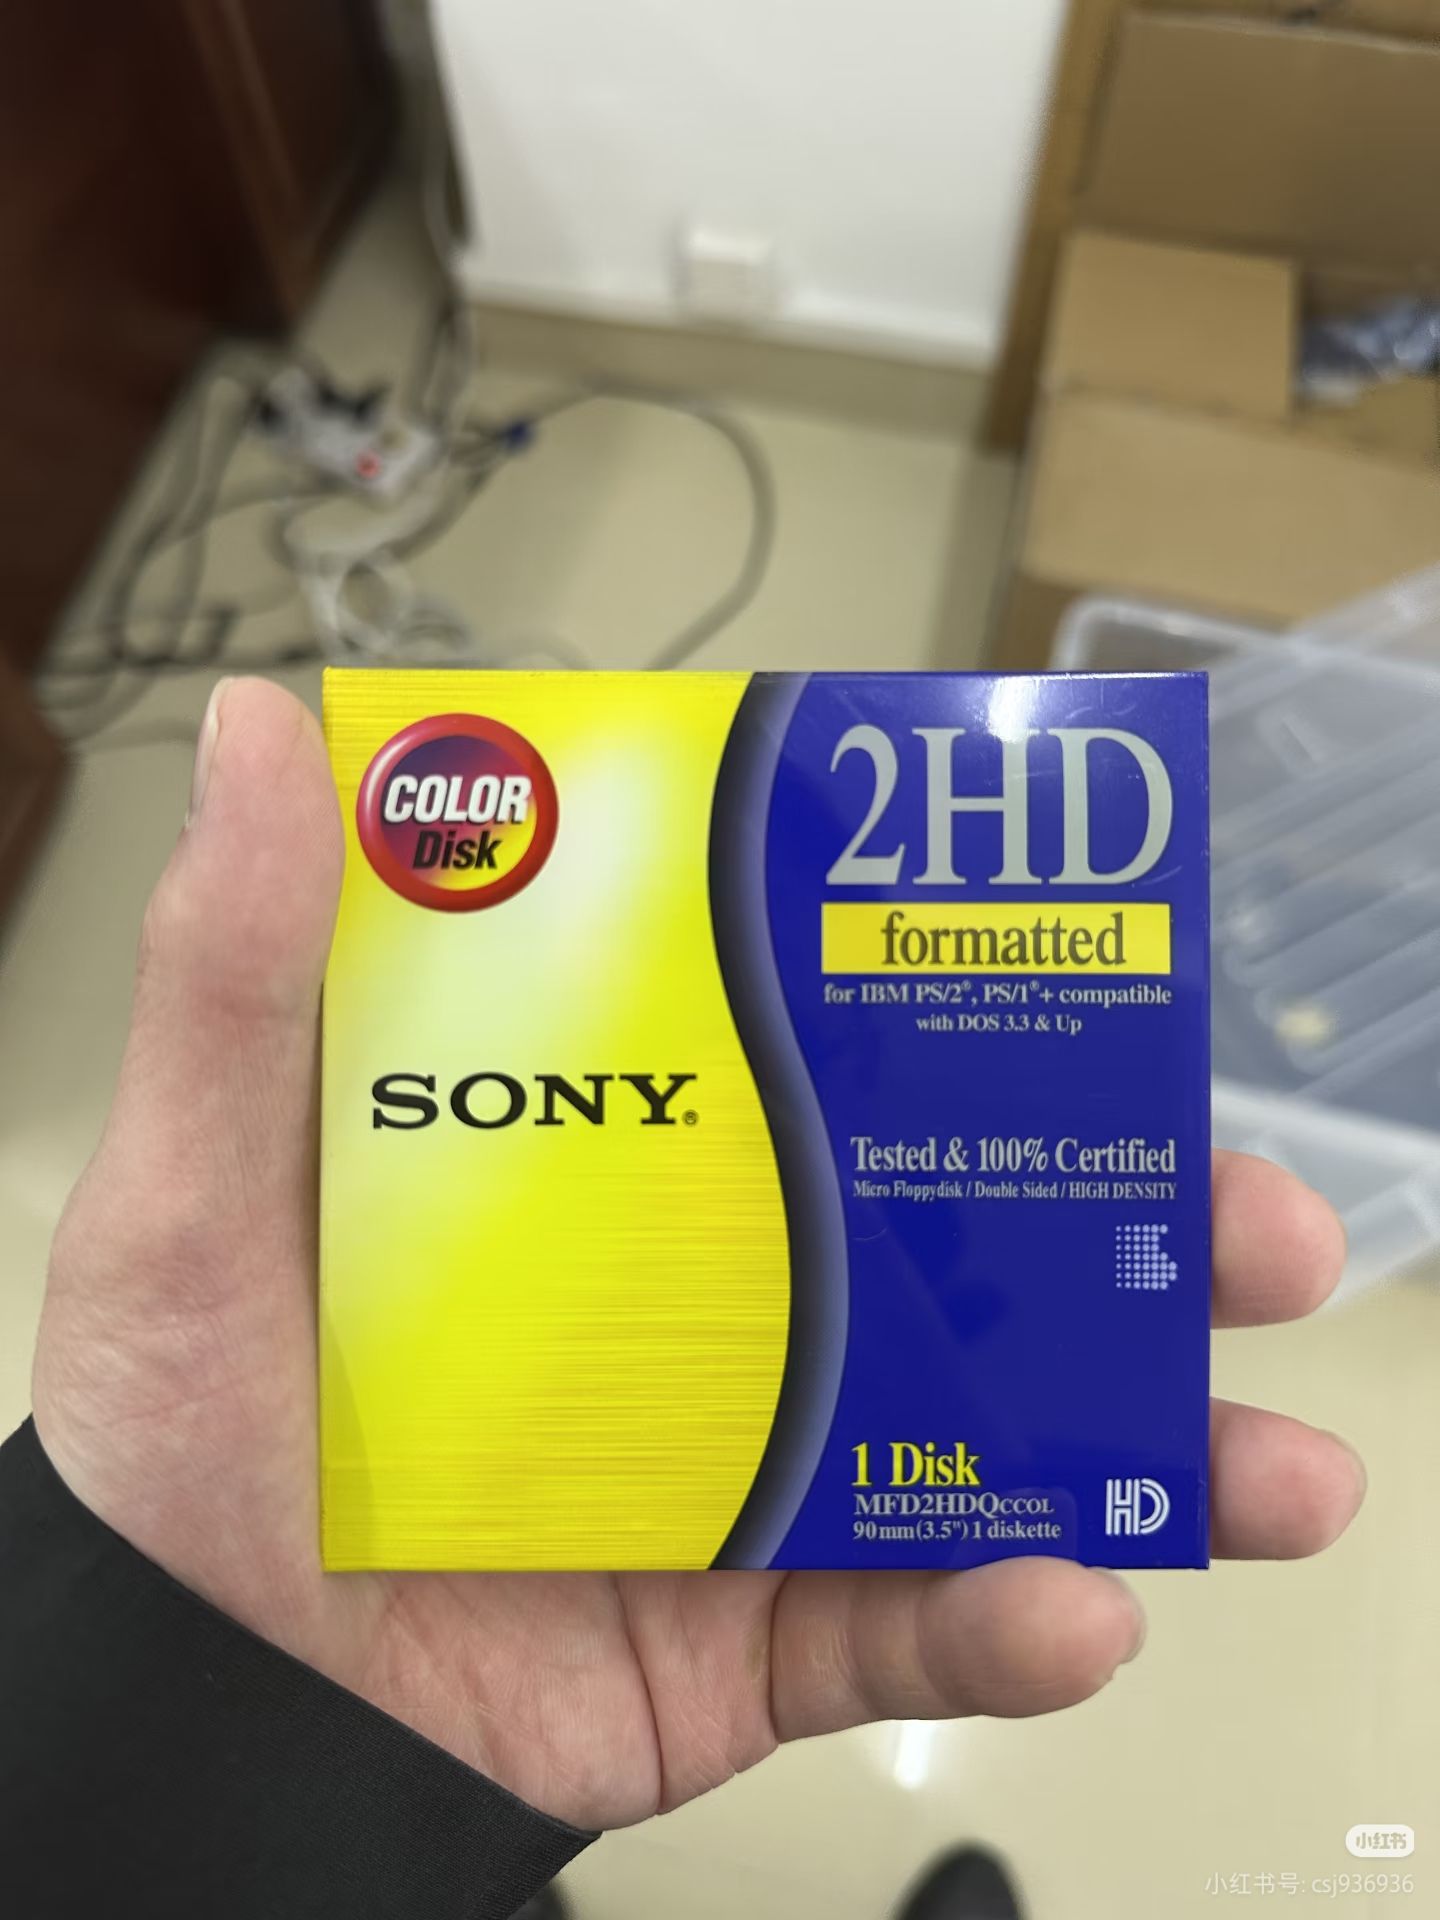 COLOR
Disk
SONY®
2HD
formatted
for IBM PS/2®, PS/1®+ compatible
with DOS 3.3 & Up
Tested & 100% Certified
Micro Floppydisk / Double Sided / HIGH DENSITY
1 Disk
MFD2HDQCCOL
90mm(3.5") 1 diskette
HD
小红书
小红书号: csj936936